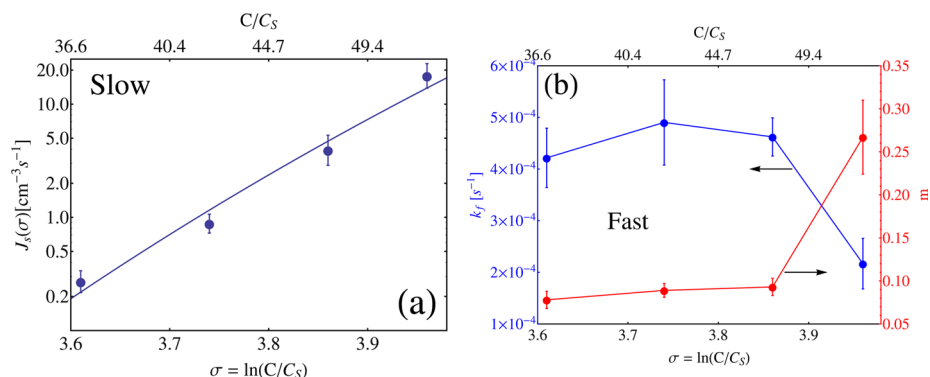 C/C_S
36.6 40.4 44.7 49.4
20.0
10.0
5.0
2.0
1.0
0.5
0.2
J_s(σ)[cm⁻³s⁻¹]
Slow
(a)
3.6 3.7 3.8 3.9
σ = ln(C/C_S)
C/C_S
36.6 40.4 44.7 49.4
6×10⁻⁴
5×10⁻⁴
4×10⁻⁴
3×10⁻⁴
2×10⁻⁴
1×10⁻⁴
k_f [s⁻¹]
(b)
Fast
0.35
0.30
0.25
0.20
0.15
0.10
0.05
m
3.6 3.7 3.8 3.9
σ = ln(C/C_S)